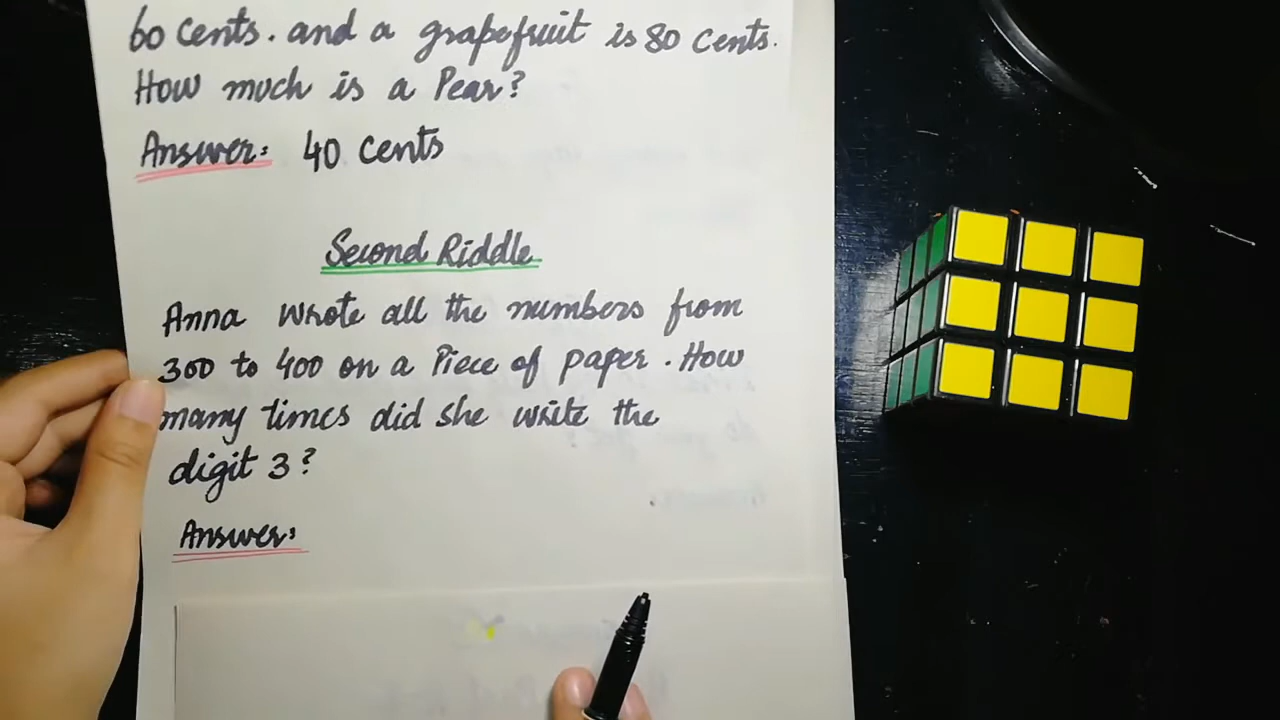 60 cents. and a grapefruit is 80 cents.
How much is a Pear?
Answer: 40 cents
Second Riddle
Anna wrote all the numbers from
300 to 400 on a Piece of paper. How
many times did she write the
digit 3?
Answer: